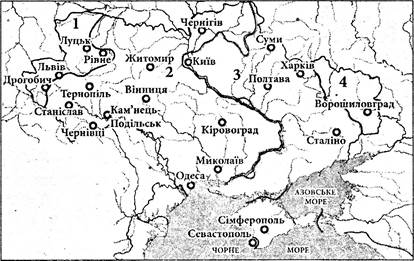 1
Чернігів
Луцьк
Рівне
Суми
Житомир
2
Київ
Харків
Львів
3
Полтава
4
Дрогобич
Тернопіль
Вінниця
Ворошиловград
Станіслав
Кам'янець-
Подільськ
Кіровоград
Сталіно
Чернівці
Миколаїв
Одеса
АЗОВСЬКЕ
МОРЕ
Сімферополь
Севастополь
ЧОРНЕ
МОРЕ